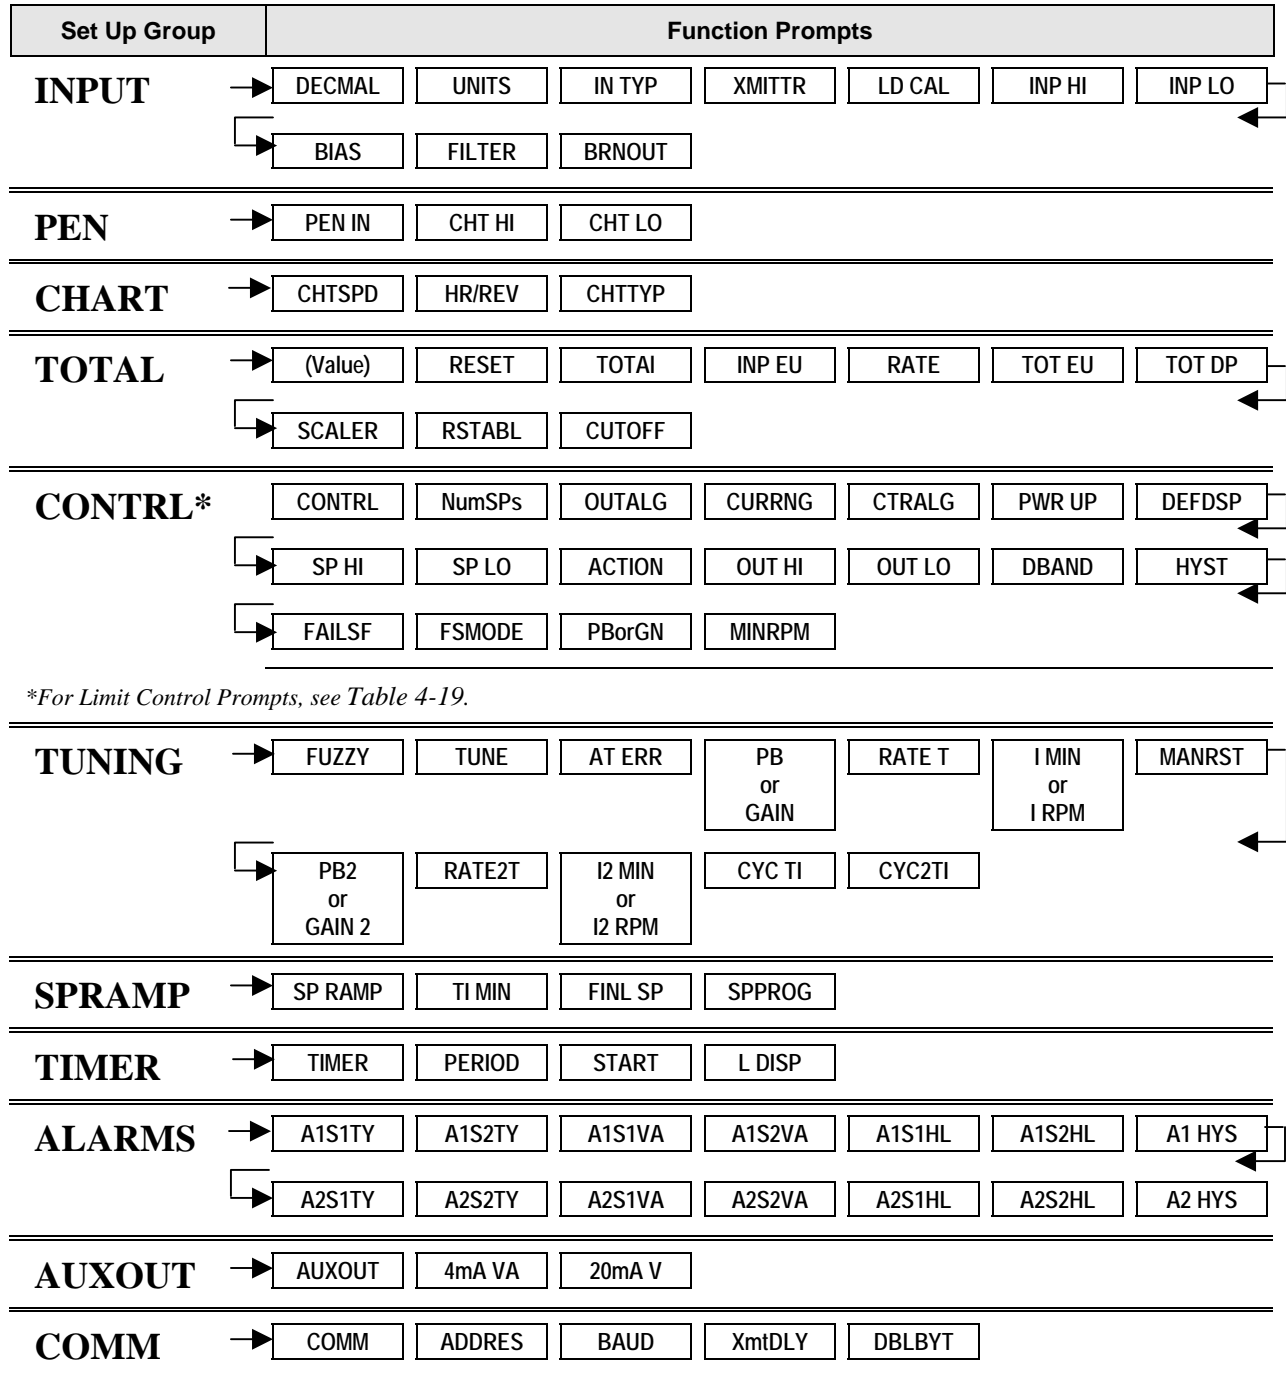 Set Up Group Function Prompts
INPUT DECMAL UNITS IN TYP XMITTR LD CAL INP HI INP LO
BIAS FILTER BRNOUT
PEN PEN IN CHT HI CHT LO
CHART CHTSPD HR/REV CHTTYP
TOTAL (Value) RESET TOTAI INP EU RATE TOT EU TOT DP
SCALER RSTABL CUTOFF
CONTRL* CONTRL NumSPs OUTALG CURRNG CTRALG PWR UP DEFDSP
SP HI SP LO ACTION OUT HI OUT LO DBAND HYST
FAILSF FSMODE PBorGN MINRPM
*For Limit Control Prompts, see Table 4-19.
TUNING FUZZY TUNE AT ERR PB RATE T I MIN MANRST
or or
GAIN I RPM
PB2 RATE2T I2 MIN CYC TI CYC2TI
or or
GAIN 2 I2 RPM
SPRAMP SP RAMP TI MIN FINL SP SPPROG
TIMER TIMER PERIOD START L DISP
ALARMS A1S1TY A1S2TY A1S1VA A1S2VA A1S1HL A1S2HL A1 HYS
A2S1TY A2S2TY A2S1VA A2S2VA A2S1HL A2S2HL A2 HYS
AUXOUT AUXOUT 4mA VA 20mA V
COMM COMM ADDRES BAUD XmtDLY DBLBYT